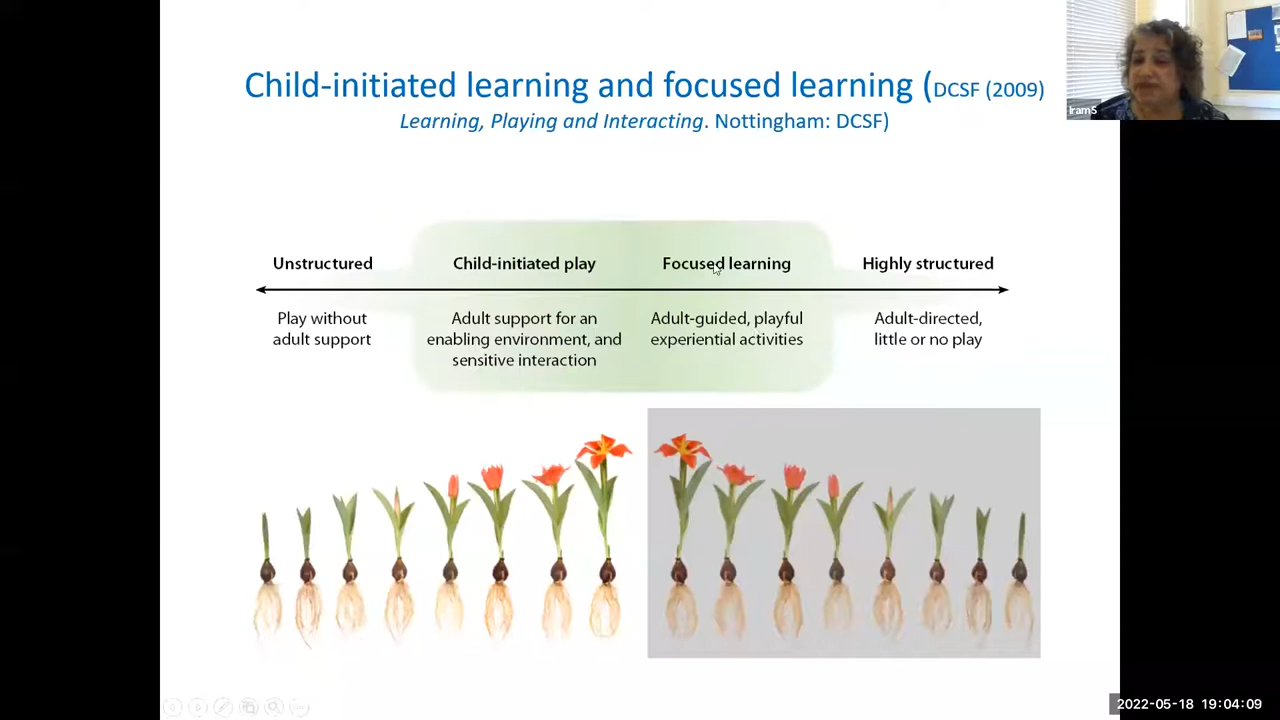 Child-initiated learning and focused learning (DCSF (2009)
Learning, Playing and Interacting. Nottingham: DCSF)
IramS
Unstructured
Child-initiated play
Focused learning
Highly structured
Play without
adult support
Adult support for an
enabling environment, and
sensitive interaction
Adult-guided, playful
experiential activities
Adult-directed,
little or no play
2022-05-18 19:04:09